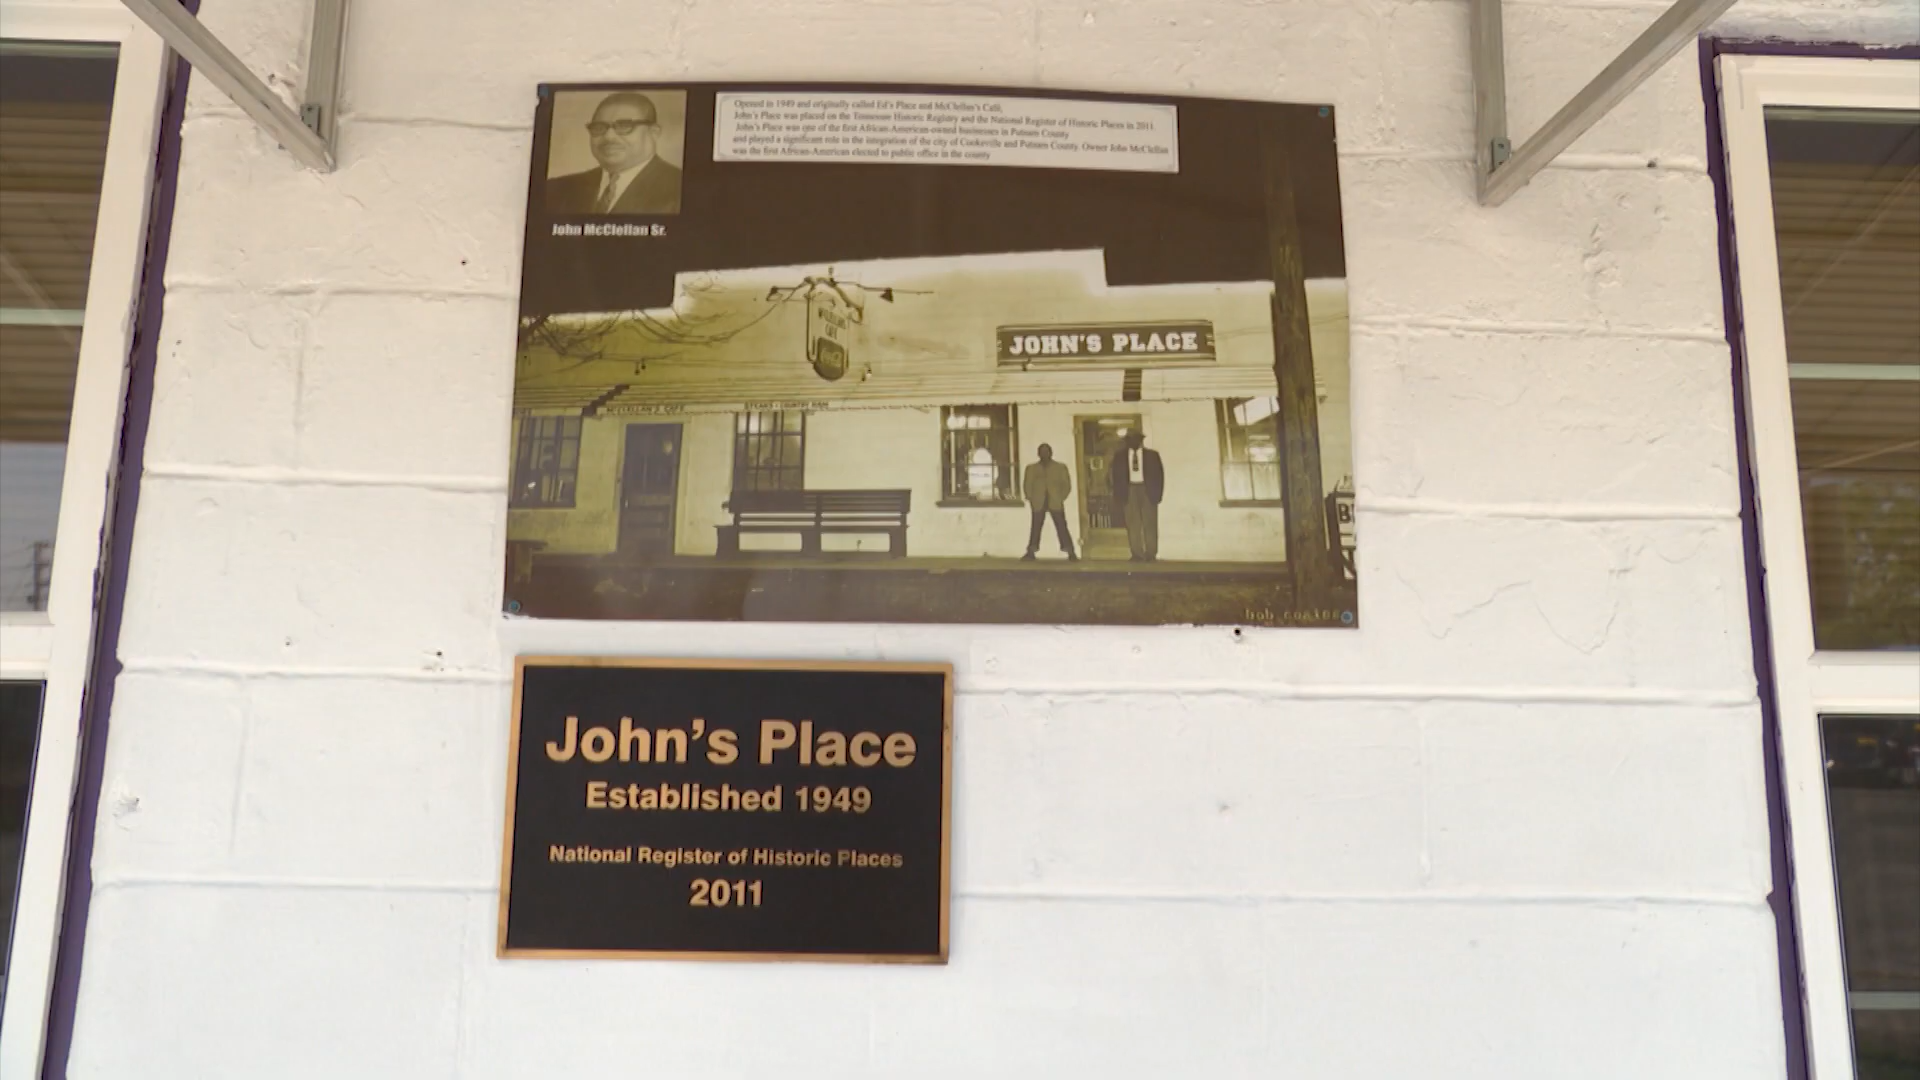 Opened in 1949 and originally called Ed's Place and McClellan's Café,
John's Place was placed on the Tennessee Historic Registry and the National Register of Historic Places in 2011.
John's Place was one of the first African-American-owned businesses in Putnam County
and played a significant role in the integration of the city of Cookeville and Putnam County. Owner John McClellan
was the first African-American elected to public office in the county
John McClellan Sr.
CAFE
JOHN'S PLACE
McCLELLAN'S CAFE
STEAKS - COUNTRY HAM
bob
John's Place
Established 1949
National Register of Historic Places
2011